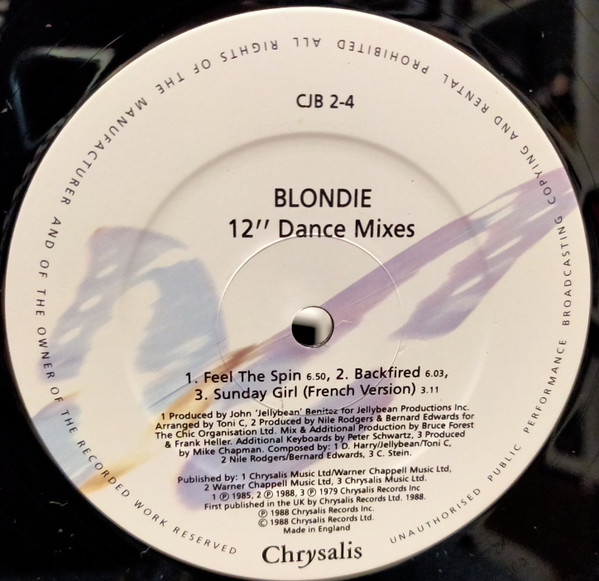 CJB 2-4
BLONDIE
12'' Dance Mixes
1. Feel The Spin 6.50, 2. Backfired 6.03,
3. Sunday Girl (French Version) 3.11
1 Produced by John 'Jellybean' Benitez for Jellybean Productions Inc.
Arranged by Toni C, 2 Produced by Nile Rodgers & Bernard Edwards for
The Chic Organisation Ltd. Mix & Additional Production by Bruce Forest
& Frank Heller. Additional Keyboards by Peter Schwartz, 3 Produced
by Mike Chapman. Composed by: 1 D. Harry/Jellybean/Toni C,
2 Nile Rodgers/Bernard Edwards, 3 C. Stein.
Published by: 1 Chrysalis Music Ltd/Warner Chappell Music Ltd,
2 Warner Chappell Music Ltd, 3 Chrysalis Music Ltd.
1 ℗ 1985, 2 ℗ 1988, 3 ℗ 1979 Chrysalis Records Inc
First published in the UK by Chrysalis Records Ltd. 1988.
℗ 1988 Chrysalis Records Inc.
© 1988 Chrysalis Records Ltd.
Made in England
Chrysalis
ALL RIGHTS OF THE MANUFACTURER AND OF THE OWNER OF THE RECORDED WORK RESERVED
UNAUTHORISED PUBLIC PERFORMANCE BROADCASTING COPYING AND RENTAL PROHIBITED